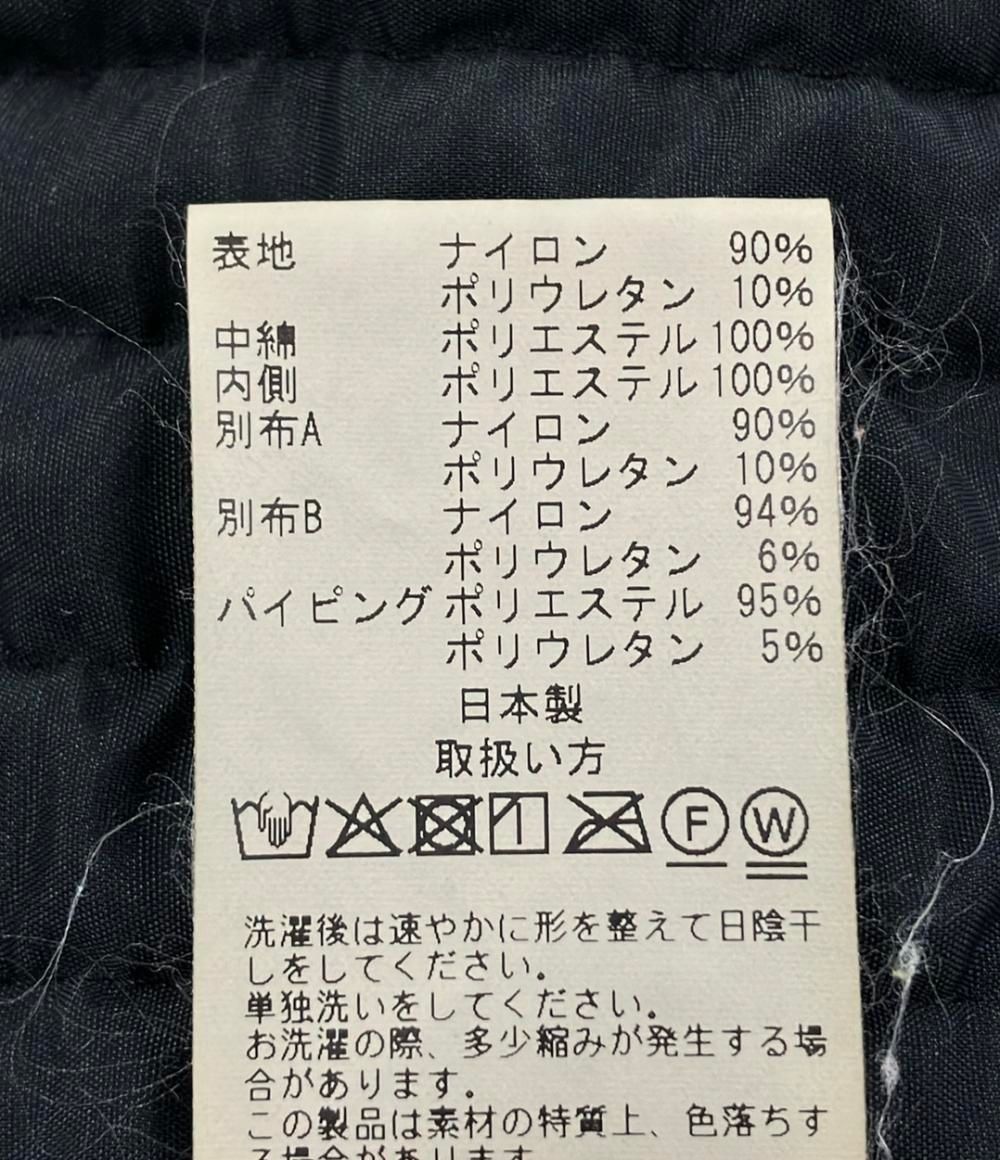 表地 ナイロン 90%
ポリウレタン 10%
中綿 ポリエステル 100%
内側 ポリエステル 100%
別布A ナイロン 90%
ポリウレタン 10%
別布B ナイロン 94%
ポリウレタン 6%
パイピング ポリエステル 95%
ポリウレタン 5%
日本製
取扱い方
F W
洗濯後は速やかに形を整えて日陰干
しをしてください。
単独洗いをしてください。
お洗濯の際、多少縮みが発生する場
合があります。
この製品は素材の特質上、色落ちす
る場合があります